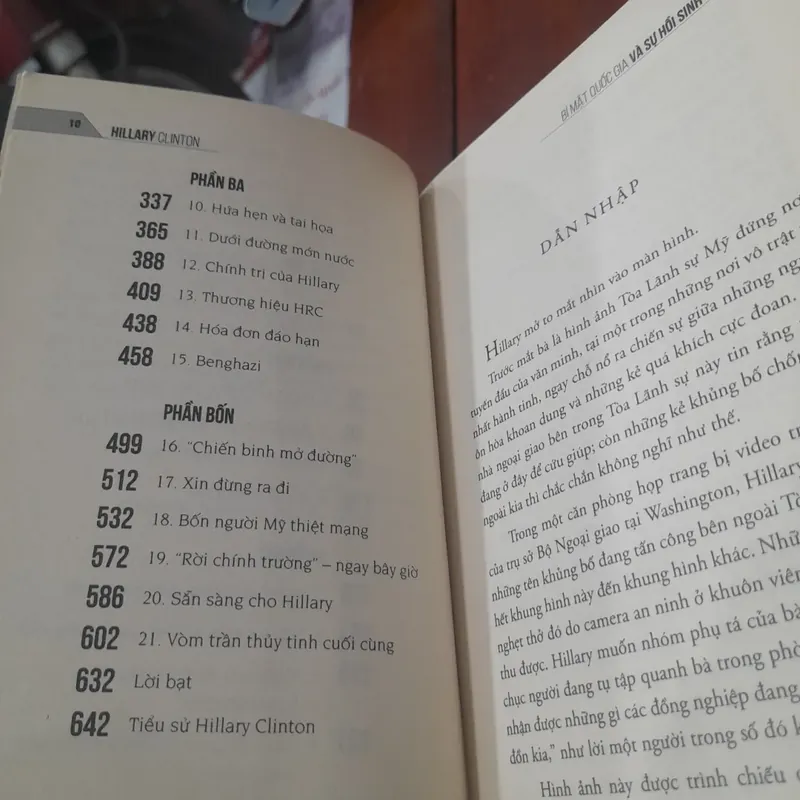 10 HILLARY CLINTON
PHẦN BA
337 10. Hứa hẹn và tai họa
365 11. Dưới đường mớn nước
388 12. Chính trị của Hillary
409 13. Thương hiệu HRC
438 14. Hóa đơn đáo hạn
458 15. Benghazi
PHẦN BỐN
499 16. “Chiến binh mở đường”
512 17. Xin đừng ra đi
532 18. Bốn người Mỹ thiệt mạng
572 19. “Rời chính trường” – ngay bây giờ
586 20. Sẵn sàng cho Hillary
602 21. Vòm trần thủy tinh cuối cùng
632 Lời bạt
642 Tiểu sử Hillary Clinton
BÍ MẬT QUỐC GIA VÀ SỰ HỒI SINH
DẪN NHẬP
Hillary mở to mắt nhìn vào màn hình.
Trước mắt bà là hình ảnh Tòa Lãnh sự Mỹ đứng nơi
tuyến đầu của văn minh, tại một trong những nơi vô trật
nhất hành tinh, ngay chỗ nổ ra chiến sự giữa những
ôn hòa khoan dung và những kẻ quá khích cực đoan.
nhà ngoại giao bên trong Tòa Lãnh sự này tin rằng
đang ở đây để cứu giúp; còn những kẻ khủng bố
ngoài kia thì chắc chắn không nghĩ như thế.
Trong một căn phòng họp trang bị video
của trụ sở Bộ Ngoại giao tại Washington, Hillary
những tên khủng bố đang tấn công bên ngoài
hết khung hình này đến khung hình khác.
nghẹt thở đó do camera an ninh ở khuôn viên
thu được. Hillary muốn nhóm phụ tá của bà
chục người đang tụ tập quanh bà trong
nhận được những gì các đồng nghiệp đang
đồn kia,” như lời một người trong số đó
Hình ảnh này được trình chiếu